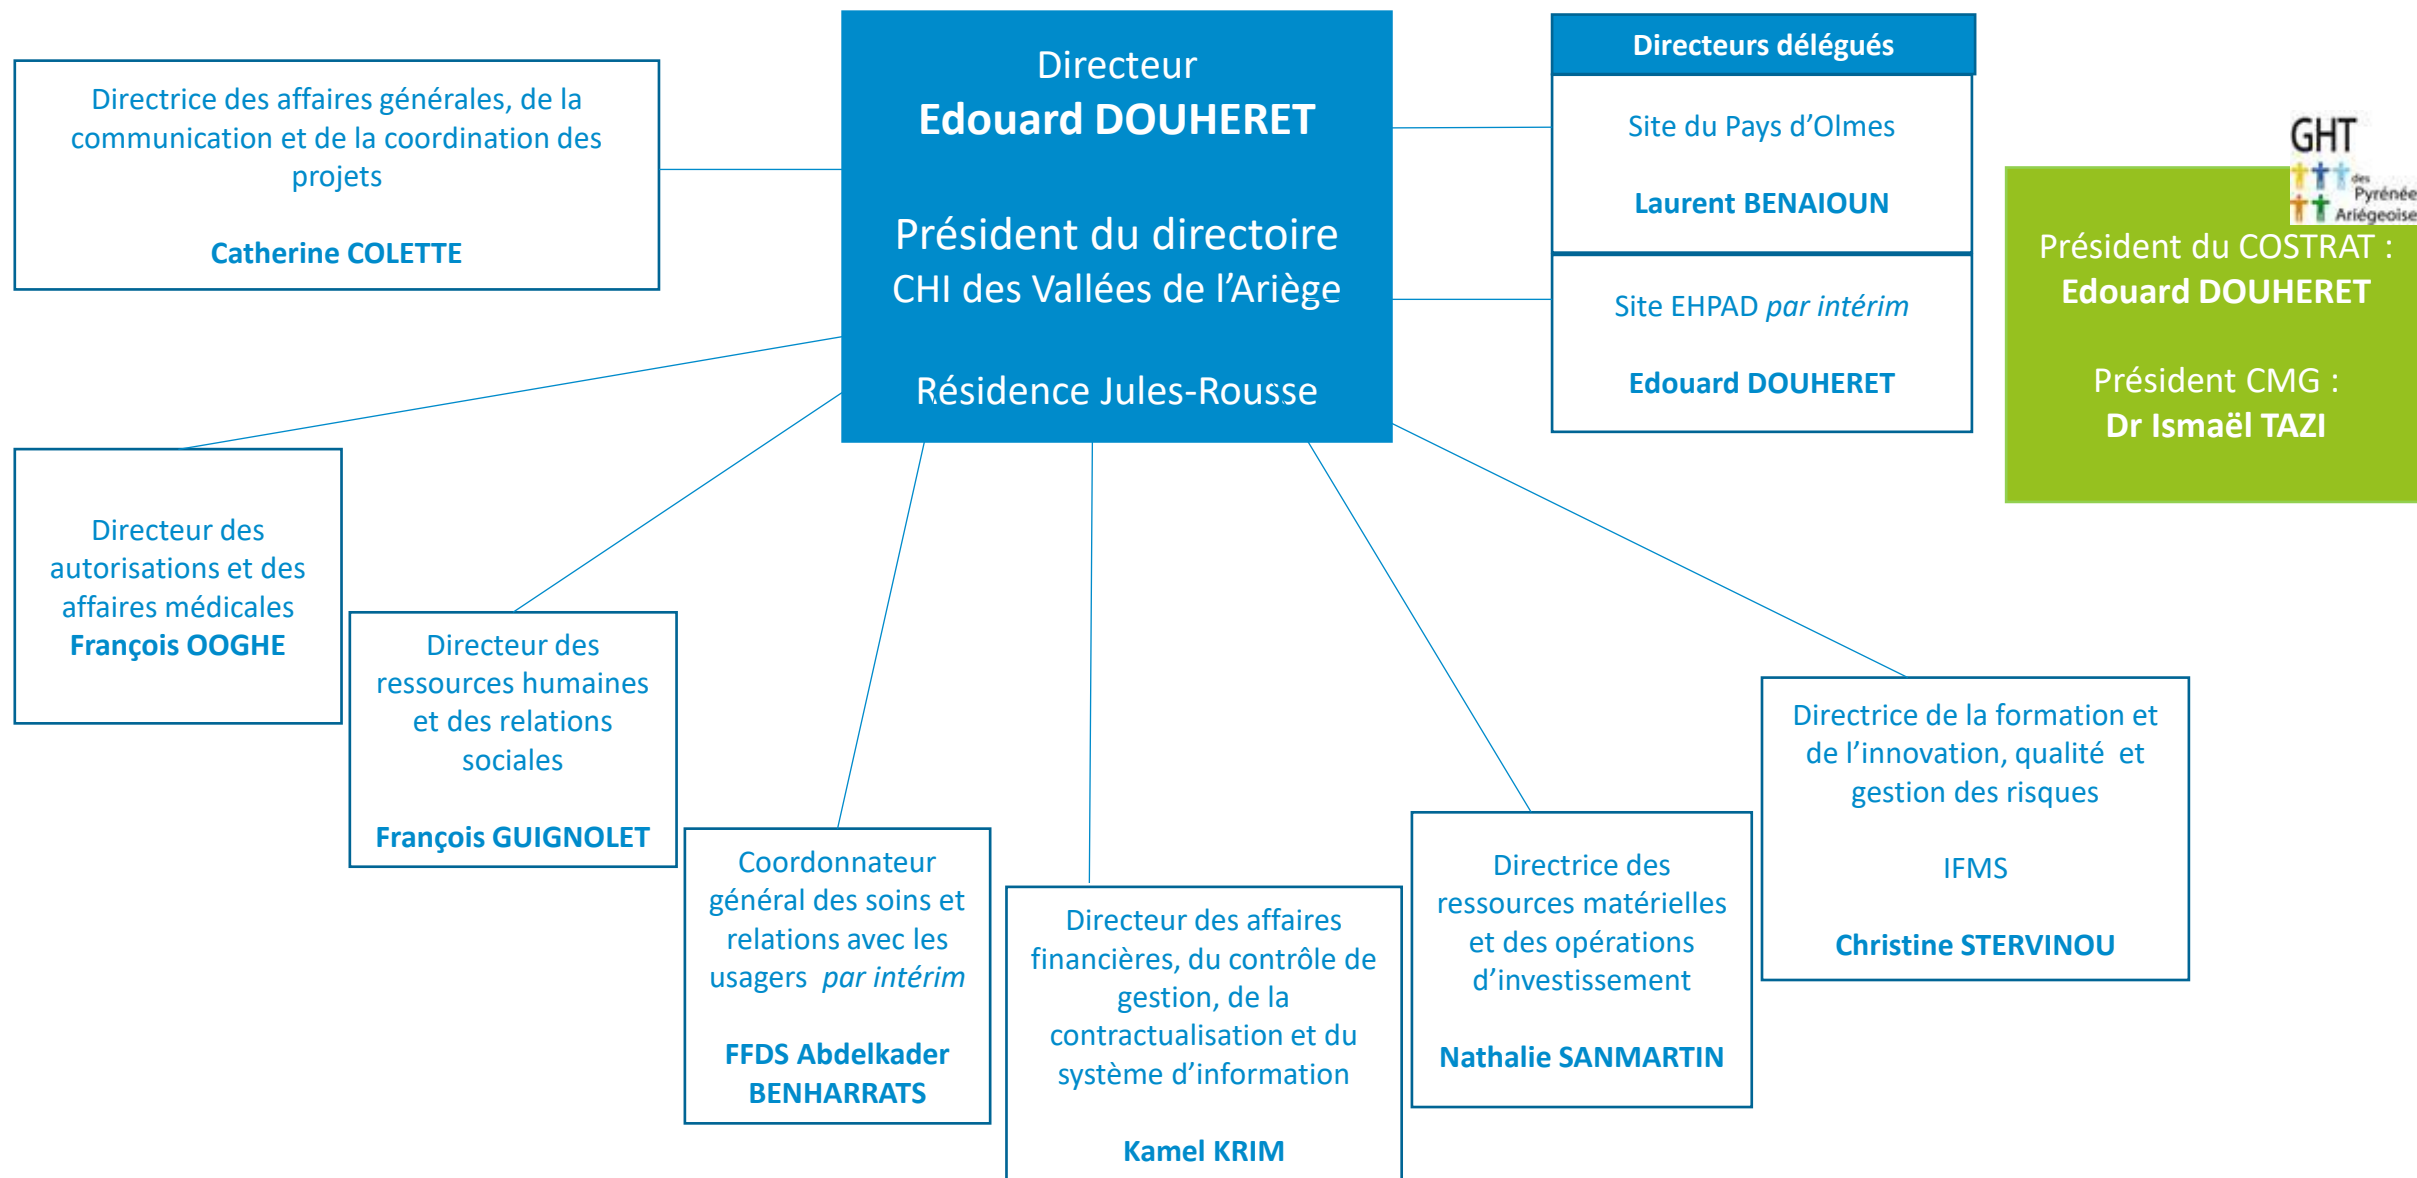 Directrice des affaires générales, de la
communication et de la coordination des
projets
Catherine COLETTE
Directeur
Edouard DOUHERET
Président du directoire
CHI des Vallées de l’Ariège
Résidence Jules-Rousse
Directeurs délégués
Site du Pays d’Olmes
Laurent BENAIOUN
Site EHPAD par intérim
Edouard DOUHERET
GHT
des
Pyrénée
Ariégeoise
Président du COSTRAT :
Edouard DOUHERET
Président CMG :
Dr Ismaël TAZI
Directeur des
autorisations et des
affaires médicales
François OOGHE
Directeur des
ressources humaines
et des relations
sociales
François GUIGNOLET
Coordonnateur
général des soins et
relations avec les
usagers par intérim
FFDS Abdelkader
BENHARRATS
Directeur des affaires
financières, du contrôle de
gestion, de la
contractualisation et du
système d’information
Kamel KRIM
Directrice des
ressources matérielles
et des opérations
d’investissement
Nathalie SANMARTIN
Directrice de la formation et
de l’innovation, qualité et
gestion des risques
IFMS
Christine STERVINOU